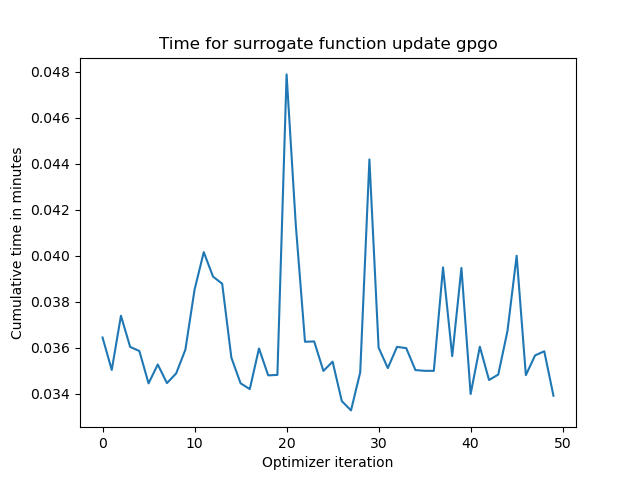 Time for surrogate function update gpgo
Cumulative time in minutes
0.048
0.046
0.044
0.042
0.040
0.038
0.036
0.034
0 10 20 30 40 50
Optimizer iteration